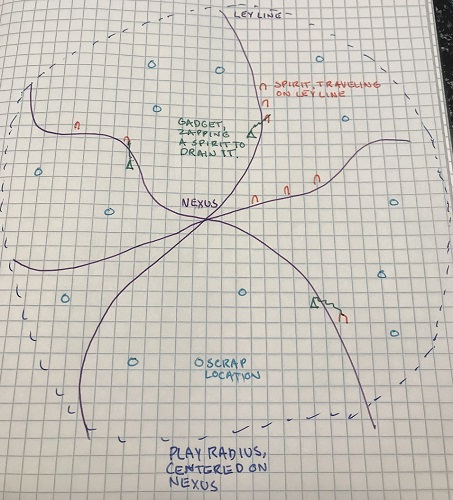 LEY LINE
SPIRIT, TRAVELING
ON LEY LINE
GADGET,
ZAPPING
A SPIRIT TO
DRAIN IT.
NEXUS
SCRAP
LOCATION
PLAY RADIUS,
CENTERED ON
NEXUS